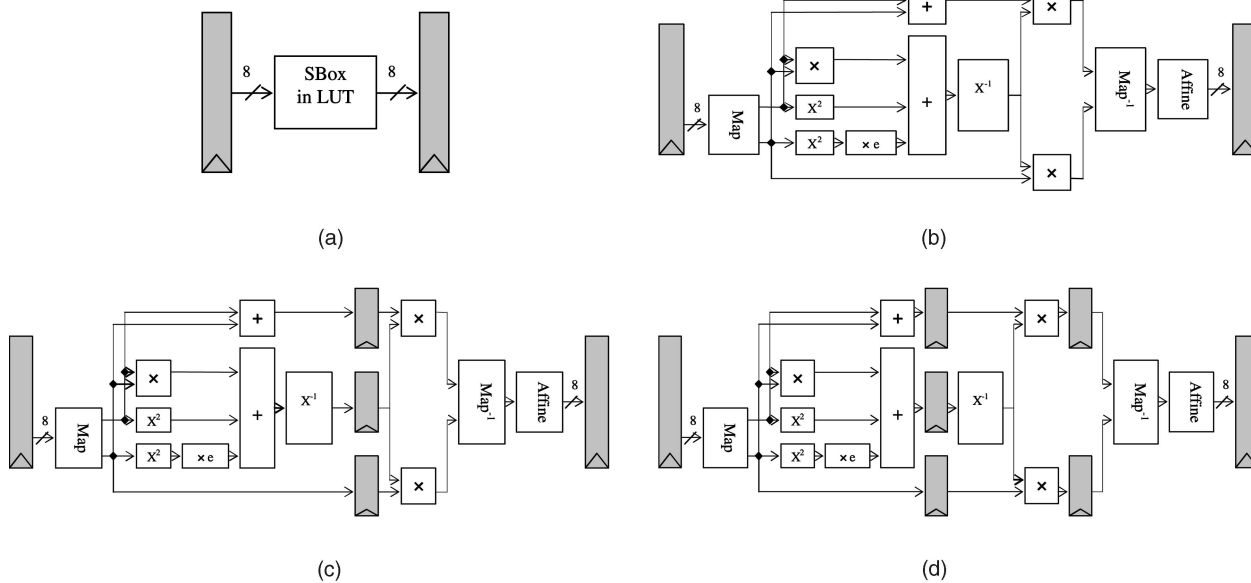 8
SBox
in LUT
8
(a)
+
×
×
X²
X²
× e
+
X⁻¹
×
8
Map
Map⁻¹
Affine
8
(b)
+
×
×
X²
X²
× e
+
X⁻¹
×
8
Map
Map⁻¹
Affine
8
(c)
+
×
×
X²
X²
× e
+
X⁻¹
×
8
Map
Map⁻¹
Affine
8
(d)